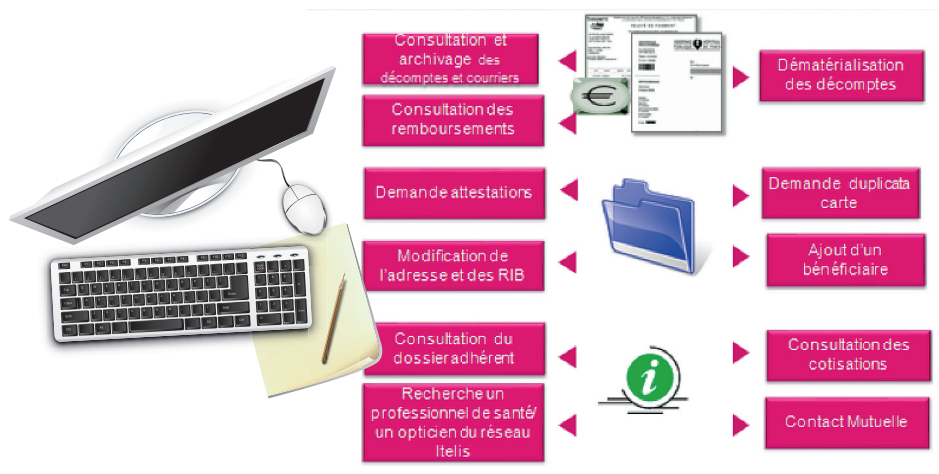 Consultation et
archivage des
décomptes et courriers
Consultation des
remboursements
Dématérialisation
des décomptes
Demande attestations
Modification de
l'adresse et des RIB
Demande duplicata
carte
Ajout d'un
bénéficiaire
Consultation du
dossier adhérent
Recherche un
professionnel de santé/
un opticien du réseau
Itelis
Consultation des
cotisations
Contact Mutuelle